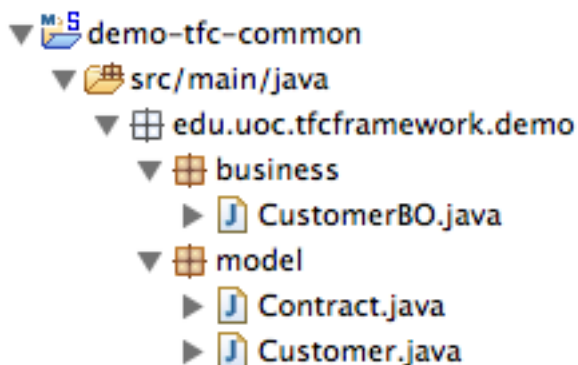 demo-tfc-common
src/main/java
edu.uoc.tfcframework.demo
business
CustomerBO.java
model
Contract.java
Customer.java